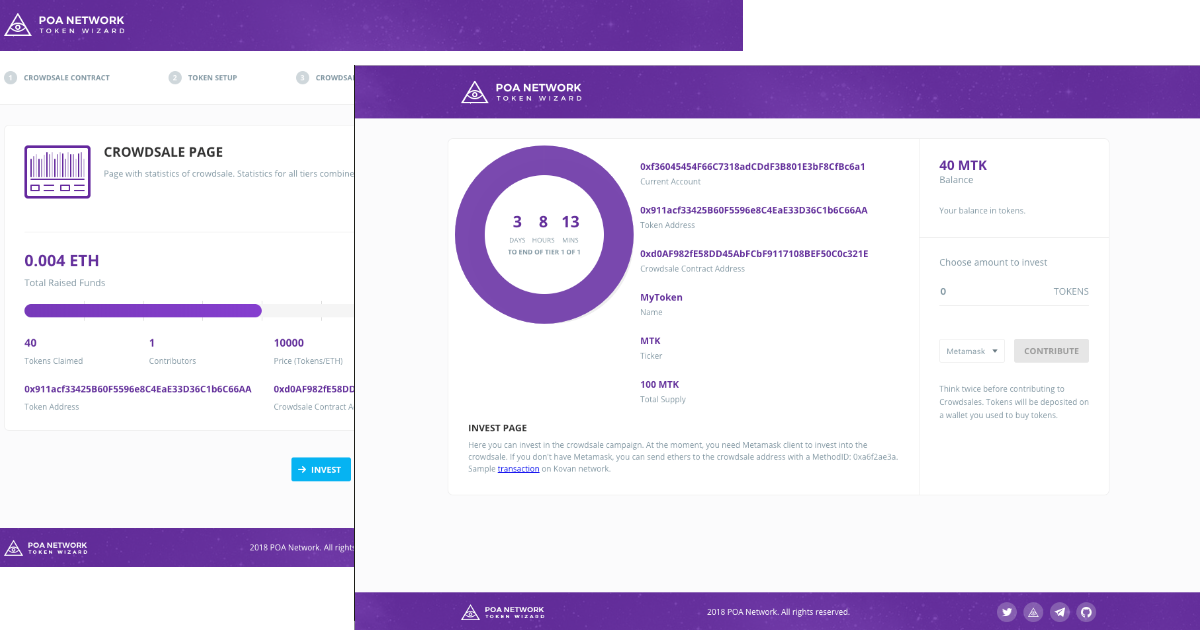 POA NETWORK
TOKEN WIZARD
1 CROWDSALE CONTRACT
2 TOKEN SETUP
3 CROWDSA
CROWDSALE PAGE
Page with statistics of crowdsale. Statistics for all tiers combine
0.004 ETH
Total Raised Funds
40
Tokens Claimed
1
Contributors
10000
Price (Tokens/ETH)
0x911acf33425B60F5596e8C4EaE33D36C1b6C66AA
Token Address
0xd0AF982fE58DD
Crowdsale Contract A
INVEST
POA NETWORK
TOKEN WIZARD
2018 POA Network. All rights
POA NETWORK
TOKEN WIZARD
3 8 13
DAYS HOURS MINS
TO END OF TIER 1 OF 1
0xf36045454F66C7318adCDdF3B801E3bF8CfBc6a1
Current Account
0x911acf33425B60F5596e8C4EaE33D36C1b6C66AA
Token Address
0xd0AF982fE58DD45AbFCbF9117108BEF50C0c321E
Crowdsale Contract Address
MyToken
Name
MTK
Ticker
100 MTK
Total Supply
INVEST PAGE
Here you can invest in the crowdsale campaign. At the moment, you need Metamask client to invest into the
crowdsale. If you don't have Metamask, you can send ethers to the crowdsale address with a MethodID: 0xa6f2ae3a.
Sample transaction on Kovan network.
40 MTK
Balance
Your balance in tokens.
Choose amount to invest
0 TOKENS
Metamask
CONTRIBUTE
Think twice before contributing to
Crowdsales. Tokens will be deposited on
a wallet you used to buy tokens.
POA NETWORK
TOKEN WIZARD
2018 POA Network. All rights reserved.